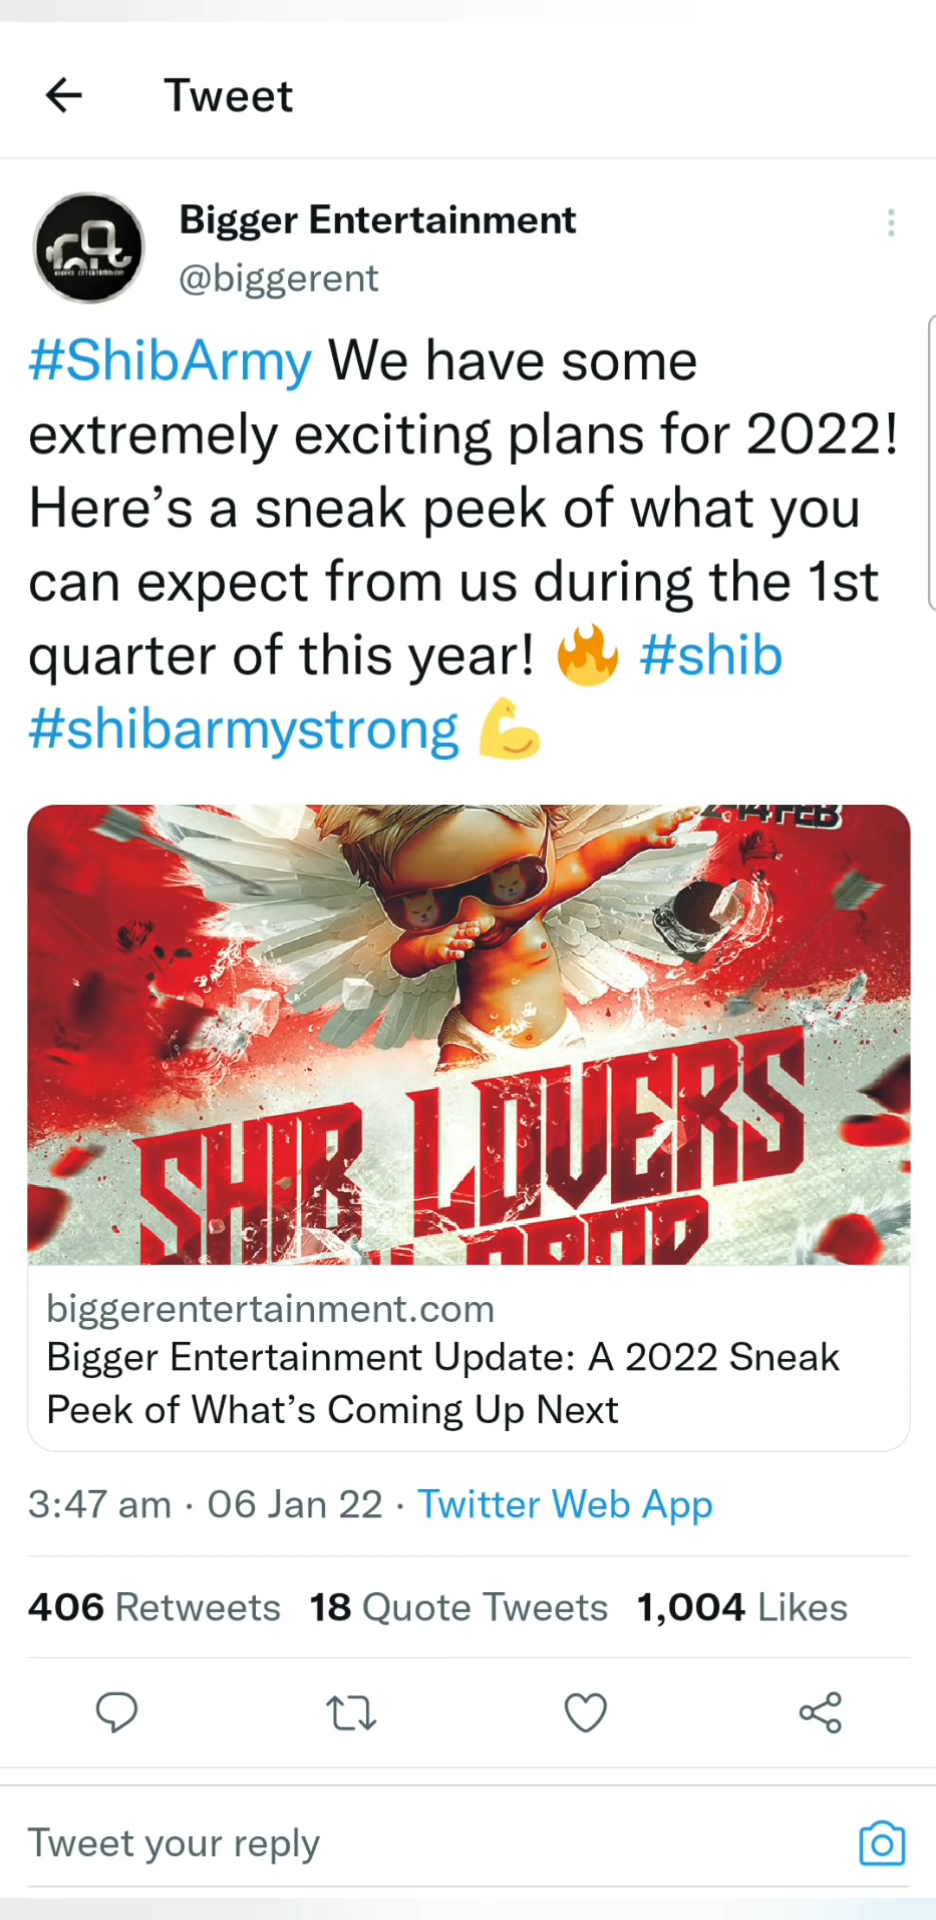 Tweet
Bigger Entertainment
@biggerent
#ShibArmy We have some
extremely exciting plans for 2022!
Here’s a sneak peek of what you
can expect from us during the 1st
quarter of this year! 🔥 #shib
#shibarmystrong 💪
14 FEB
SHIB LOVERS
DROP
biggerentertainment.com
Bigger Entertainment Update: A 2022 Sneak
Peek of What’s Coming Up Next
3:47 am · 06 Jan 22 · Twitter Web App
406 Retweets 18 Quote Tweets 1,004 Likes
Tweet your reply